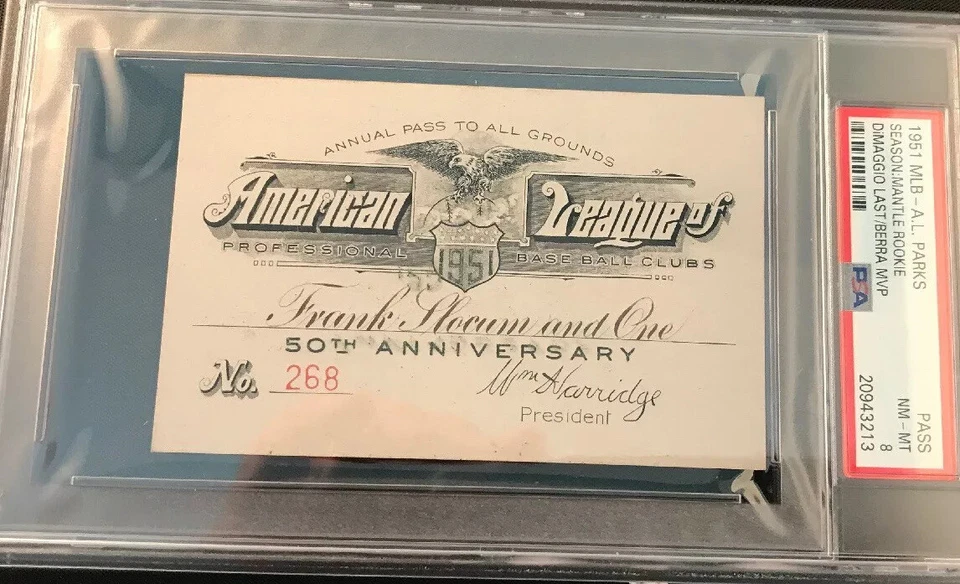 ANNUAL PASS TO ALL GROUNDS
American League of
PROFESSIONAL BASE BALL CLUBS
1951
Frank Slocum and One
50TH ANNIVERSARY
No. 268
Wm Harridge
President
1951 MLB - A.L. PARKS
SEASON:MANTLE ROOKIE
DiMAGGIO LAST/BERRA MVP
PSA
PASS
NM - MT 8
20943213